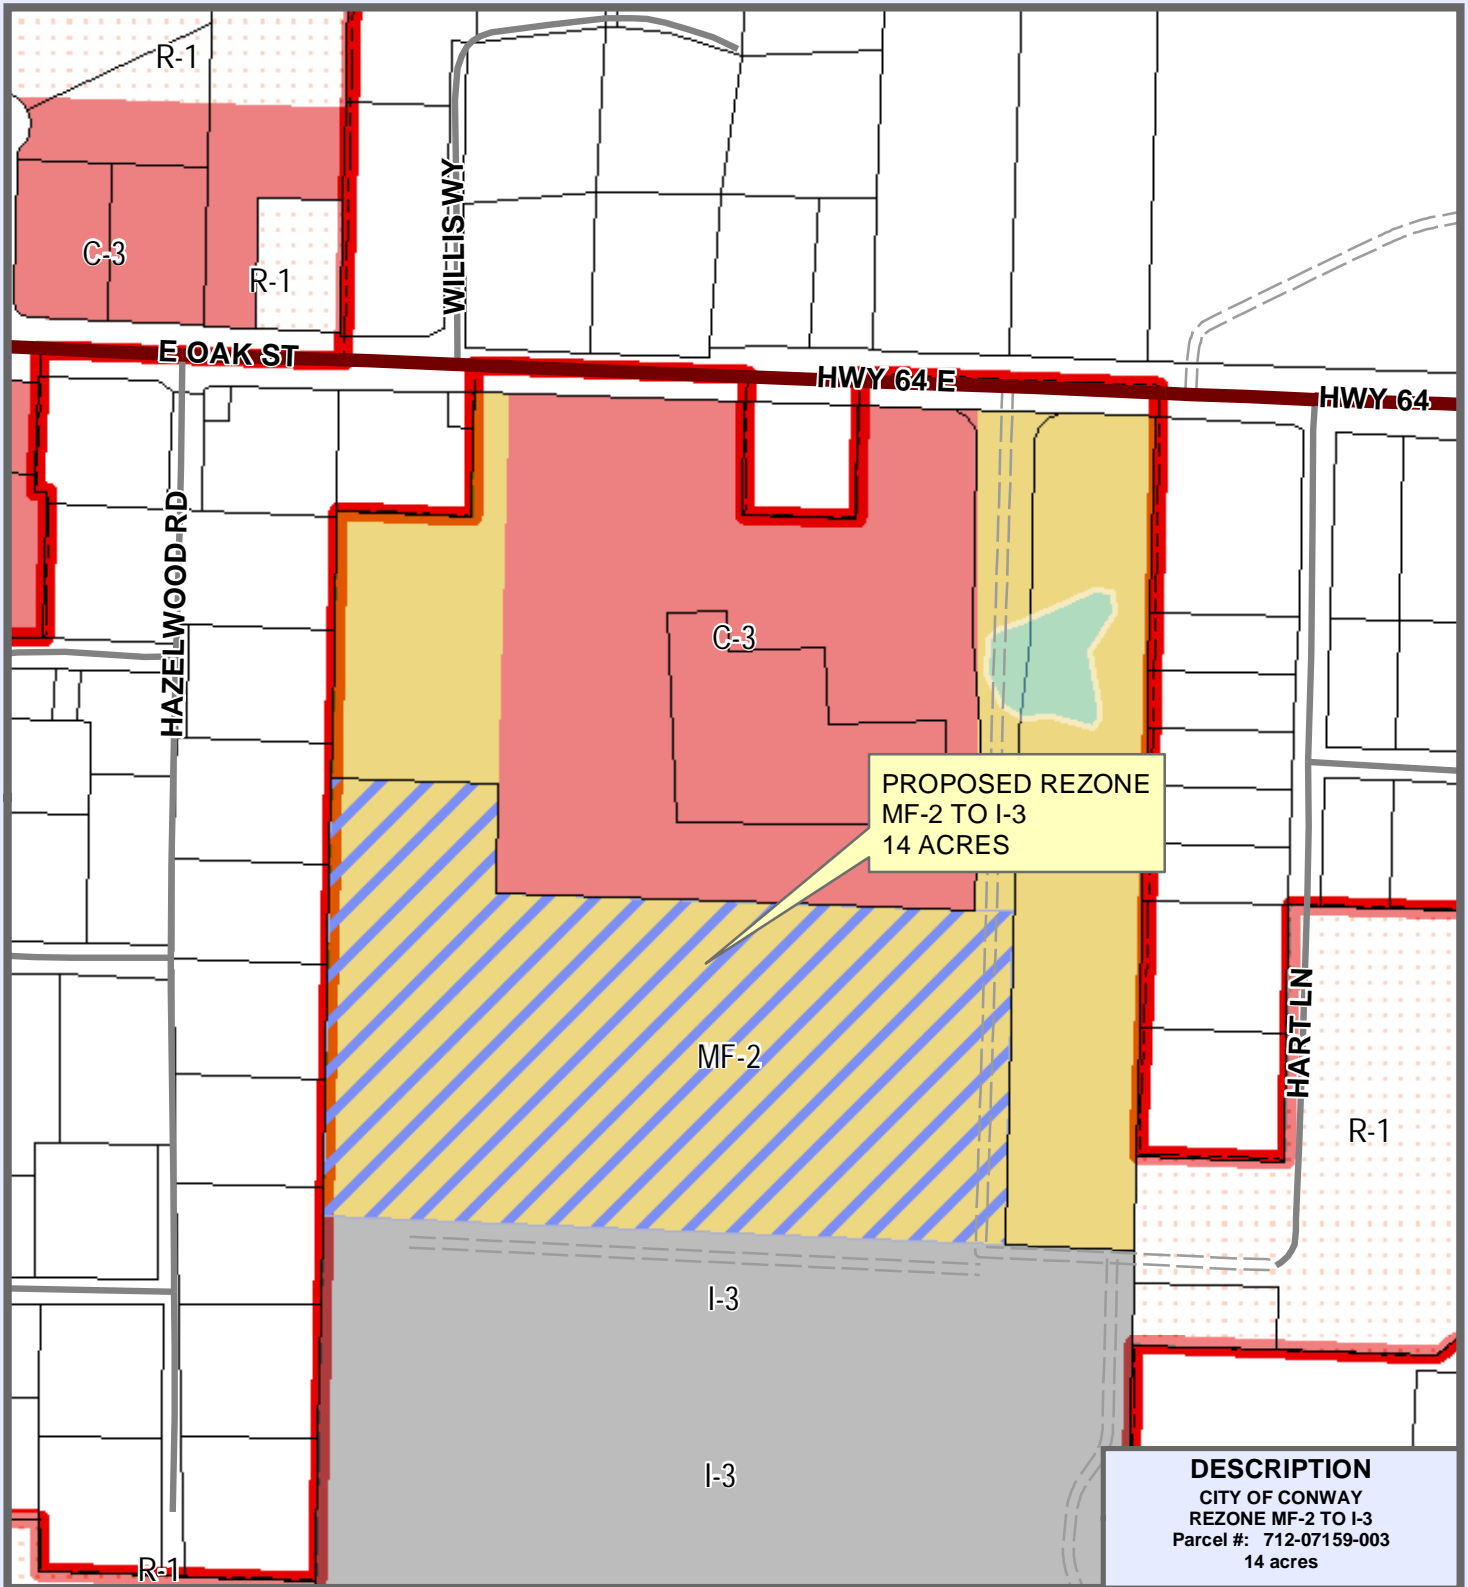 R-1
C-3
R-1
WILLIS WY
E OAK ST
HWY 64 E
HWY 64
HAZELWOOD RD
C-3
PROPOSED REZONE
MF-2 TO I-3
14 ACRES
MF-2
HART LN
R-1
I-3
I-3
R-1
DESCRIPTION
CITY OF CONWAY
REZONE MF-2 TO I-3
Parcel #: 712-07159-003
14 acres